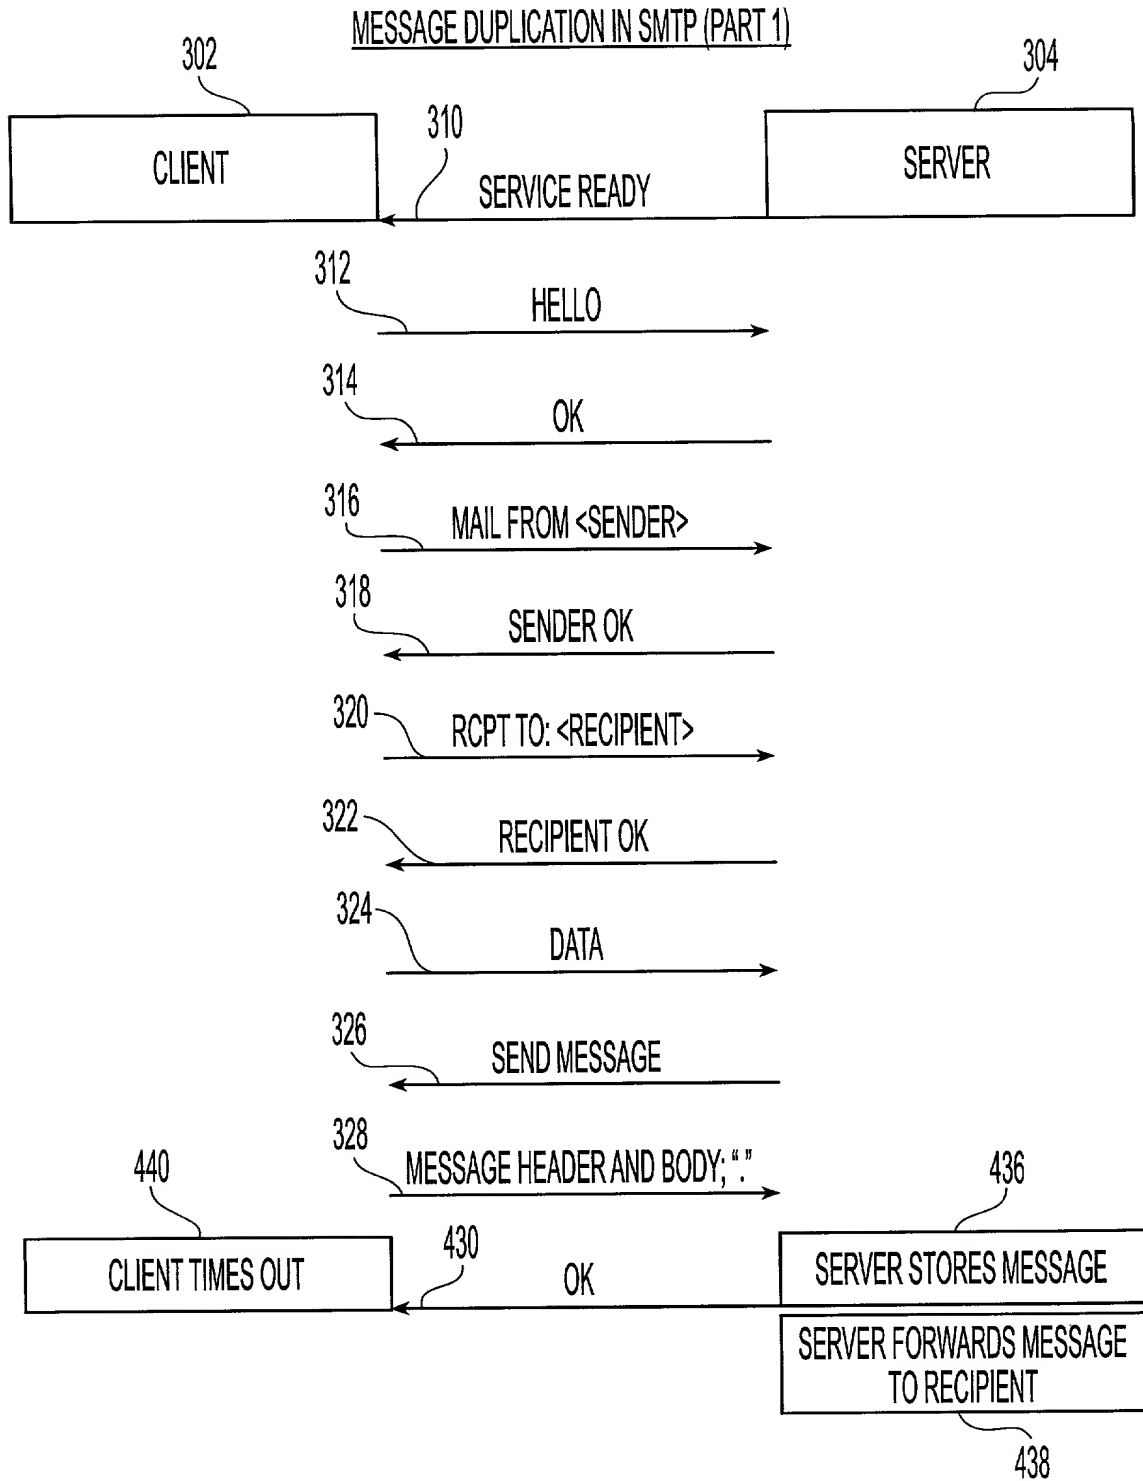 MESSAGE DUPLICATION IN SMTP (PART 1)
302
304
310
CLIENT
SERVER
SERVICE READY
312
HELLO
314
OK
316
MAIL FROM <SENDER>
318
SENDER OK
320
RCPT TO: <RECIPIENT>
322
RECIPIENT OK
324
DATA
326
SEND MESSAGE
328
MESSAGE HEADER AND BODY; “.”
440
436
430
CLIENT TIMES OUT
OK
SERVER STORES MESSAGE
SERVER FORWARDS MESSAGE
TO RECIPIENT
438